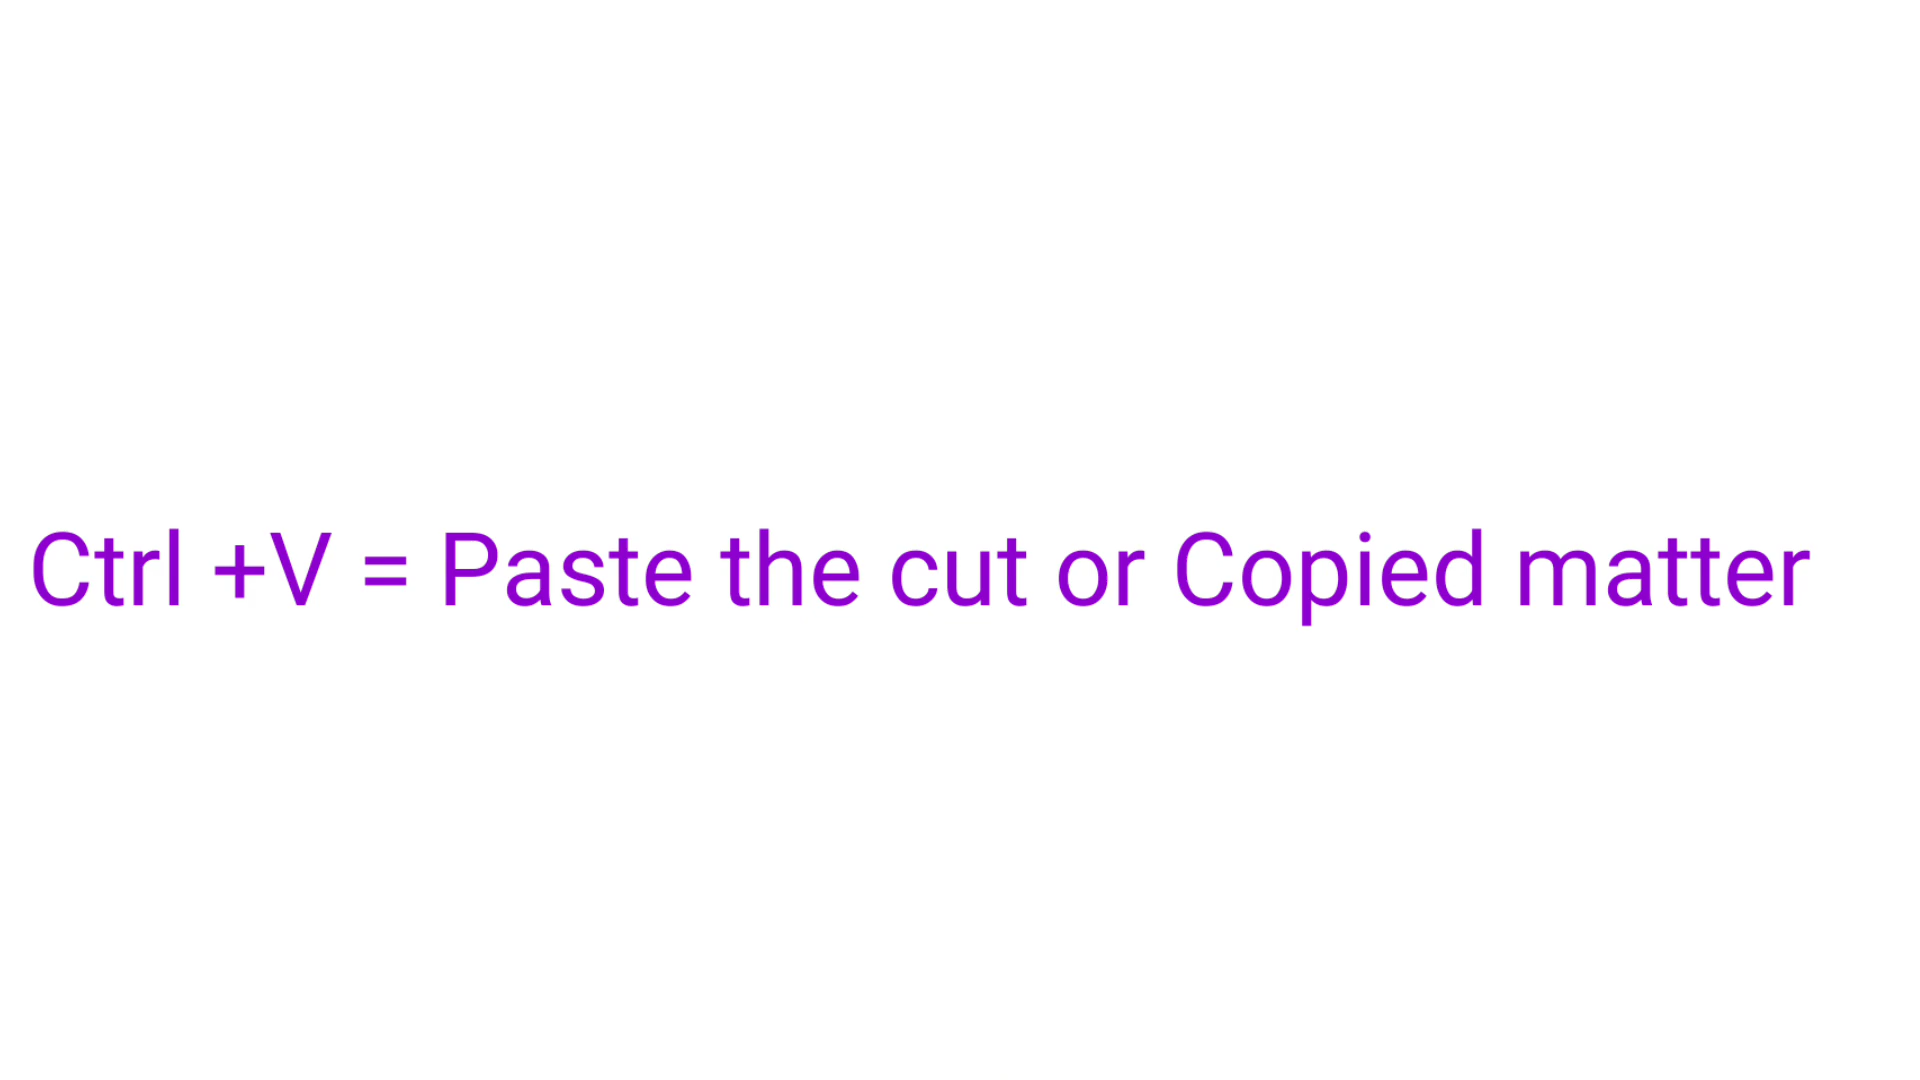 Ctrl +V = Paste the cut or Copied matter